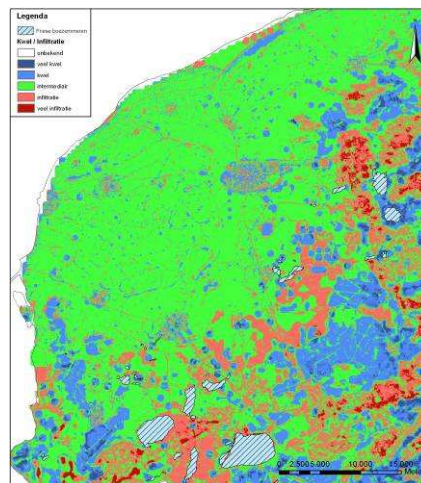 Legenda
Friese boezemmeren
Kwel / Infiltratie
onbekend
veel kwel
kwel
intermediair
infiltratie
veel infiltratie
0 2.500 5.000 10.000 15.000